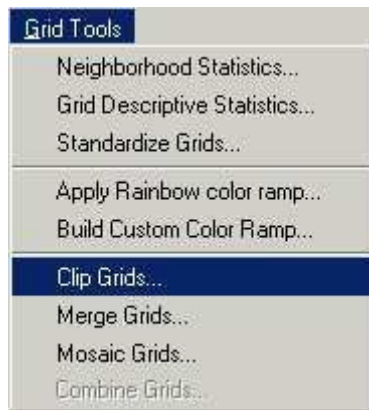 Grid Tools
Neighborhood Statistics...
Grid Descriptive Statistics...
Standardize Grids...
Apply Rainbow color ramp...
Build Custom Color Ramp...
Clip Grids...
Merge Grids...
Mosaic Grids...
Combine Grids...